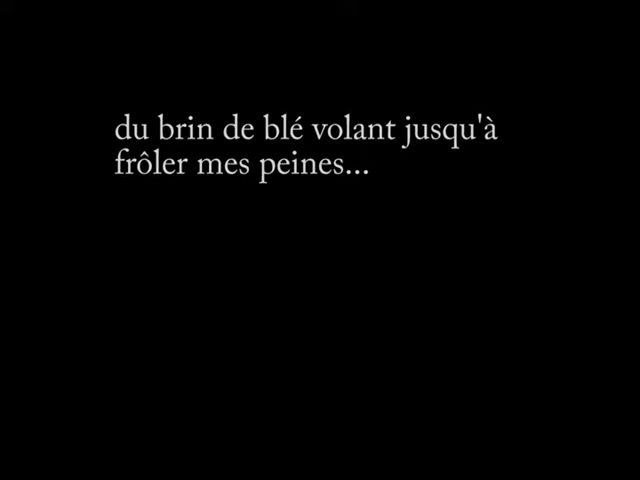 du brin de blé volant jusqu'à
frôler mes peines...